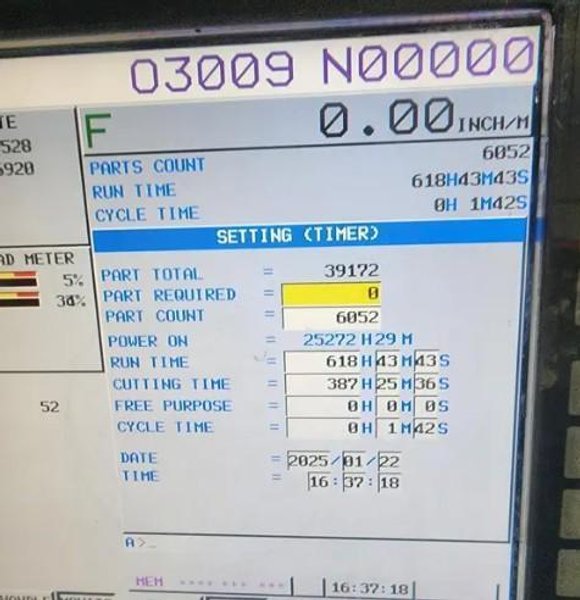 O3009 N00000
TE
528
5920
F 0.00 INCH/M
PARTS COUNT 6052
RUN TIME 618H43M43S
CYCLE TIME 0H 1M42S
SETTING (TIMER)
AD METER
5%
PART TOTAL = 39172
PART REQUIRED = 0
PART COUNT = 6052
POWER ON = 25272 H 29 M
RUN TIME = 618 H 43 M 43 S
CUTTING TIME = 387 H 25 M 36 S
FREE PURPOSE = 0 H 0 M 0 S
CYCLE TIME = 0 H 1 M 42 S
52
DATE = 2025/01/22
TIME = 16:37:18
A>_
MEM **** *** *** 16:37:18